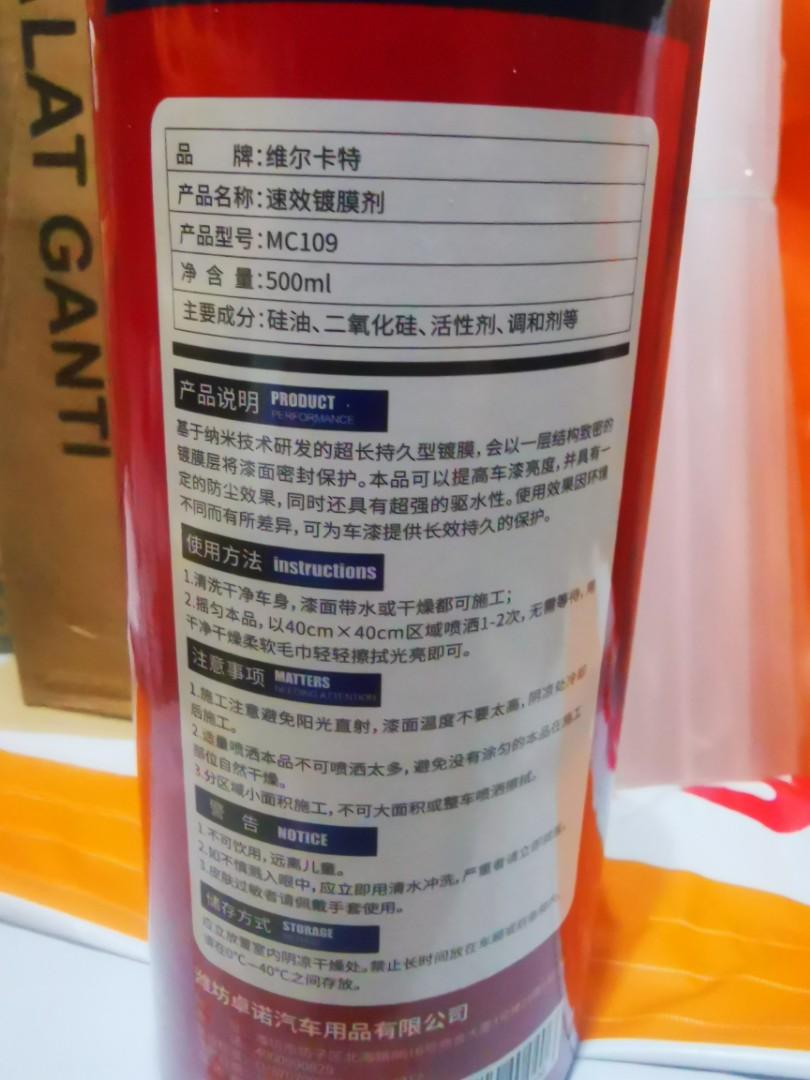 LAT GANTI
品 牌:维尔卡特
产品名称:速效镀膜剂
产品型号:MC109
净含量:500ml
主要成分:硅油、二氧化硅、活性剂、调和剂等
产品说明 PRODUCT
PERFORMANCE
基于纳米技术研发的超长持久型镀膜,会以一层结构致密的
镀膜层将漆面密封保护。本品可以提高车漆亮度,并具有一
定的防尘效果,同时还具有超强的驱水性。使用效果因环境
不同而有所差异,可为车漆提供长效持久的保护。
使用方法 instructions
1.清洗干净车身,漆面带水或干燥都可施工;
2.摇匀本品,以40cm×40cm区域喷洒1-2次,无需等待,用
干净干燥柔软毛巾轻轻擦拭光亮即可。
注意事项 MATTERS
NEEDING ATTENTION
1.施工注意避免阳光直射,漆面温度不要太高,阴凉处冷却
后施工。
2.适量喷洒本品不可喷洒太多,避免没有涂匀的本品在施工
部位自然干燥。
3.分区域小面积施工,不可大面积或整车喷洒擦拭。
警 告 NOTICE
1.不可饮用,远离儿童。
2.如不慎溅入眼中,应立即用清水冲洗。严重者请立即就医。
3.皮肤过敏者请佩戴手套使用。
储存方式 STORAGE
应立放置室内阴凉干燥处。禁止长时间放在车厢或后备箱
请在0℃—40℃之间存放。
潍坊卓诺汽车用品有限公司